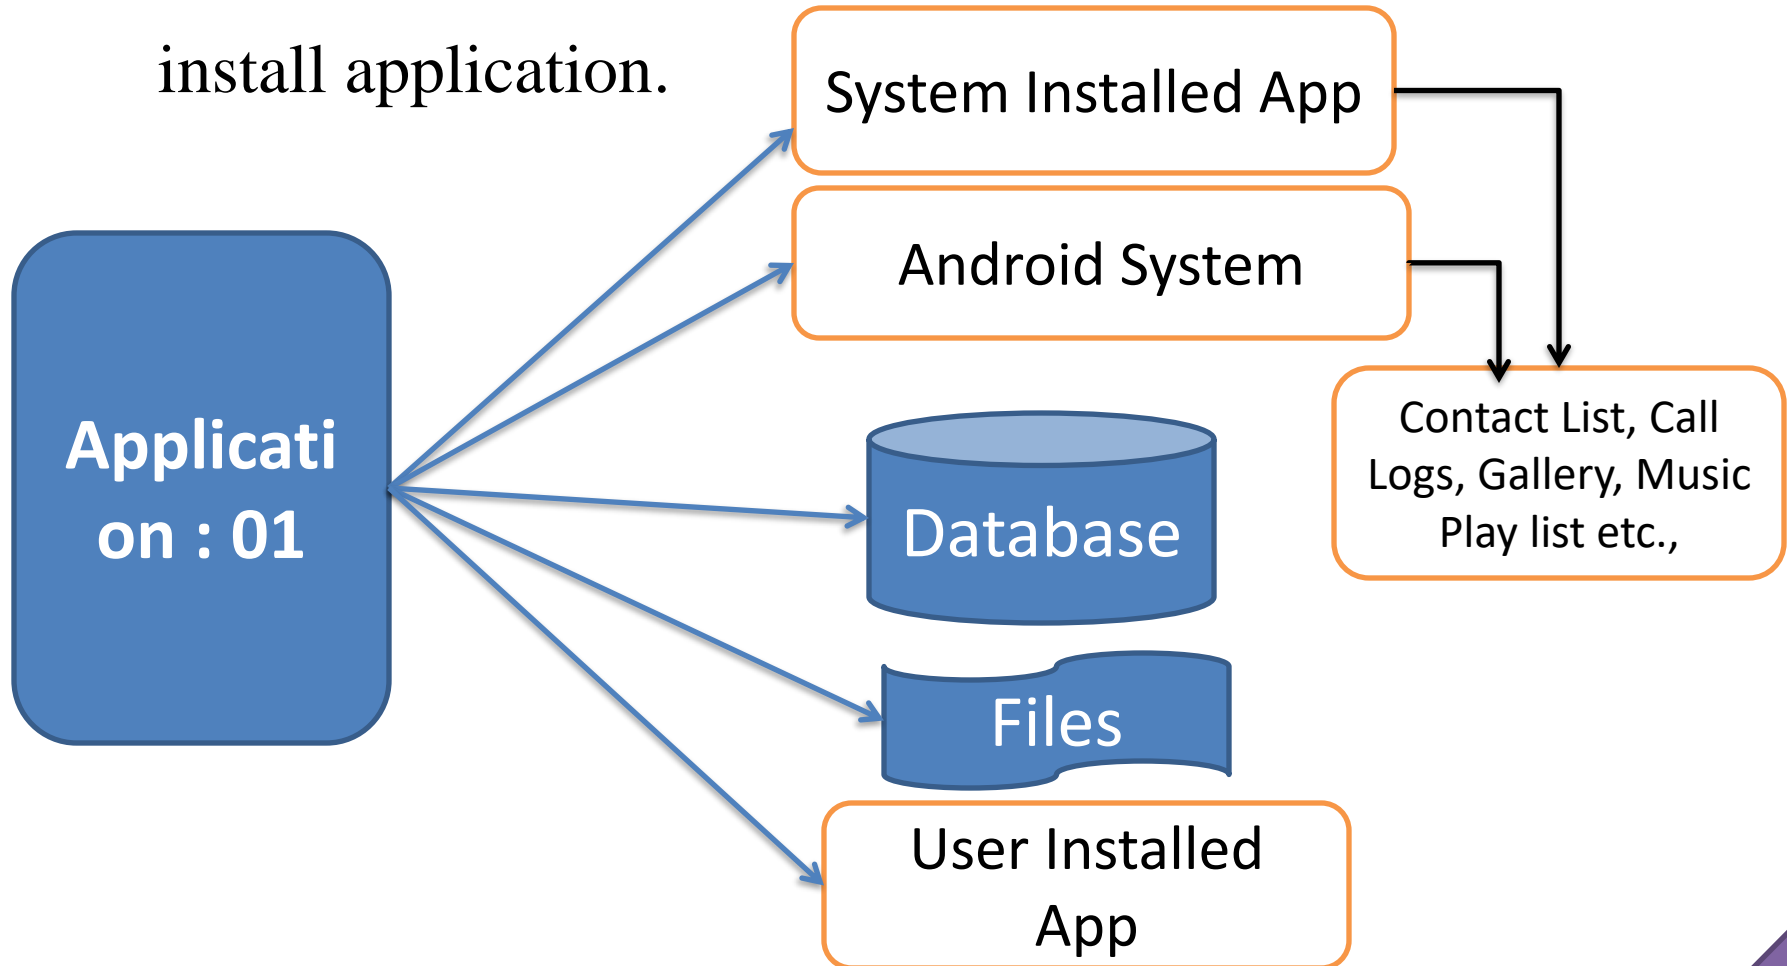 install application.
System Installed App
Android System
Applicati
on : 01
Contact List, Call
Logs, Gallery, Music
Play list etc.,
Database
Files
User Installed
App